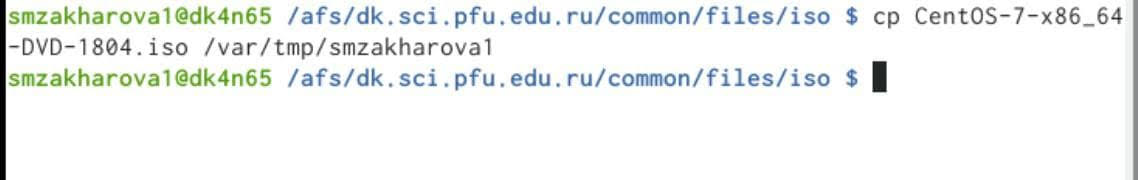 smzakharova1@dk4n65 /afs/dk.sci.pfu.edu.ru/common/files/iso $ cp CentOS-7-x86_64
-DVD-1804.iso /var/tmp/smzakharova1
smzakharova1@dk4n65 /afs/dk.sci.pfu.edu.ru/common/files/iso $